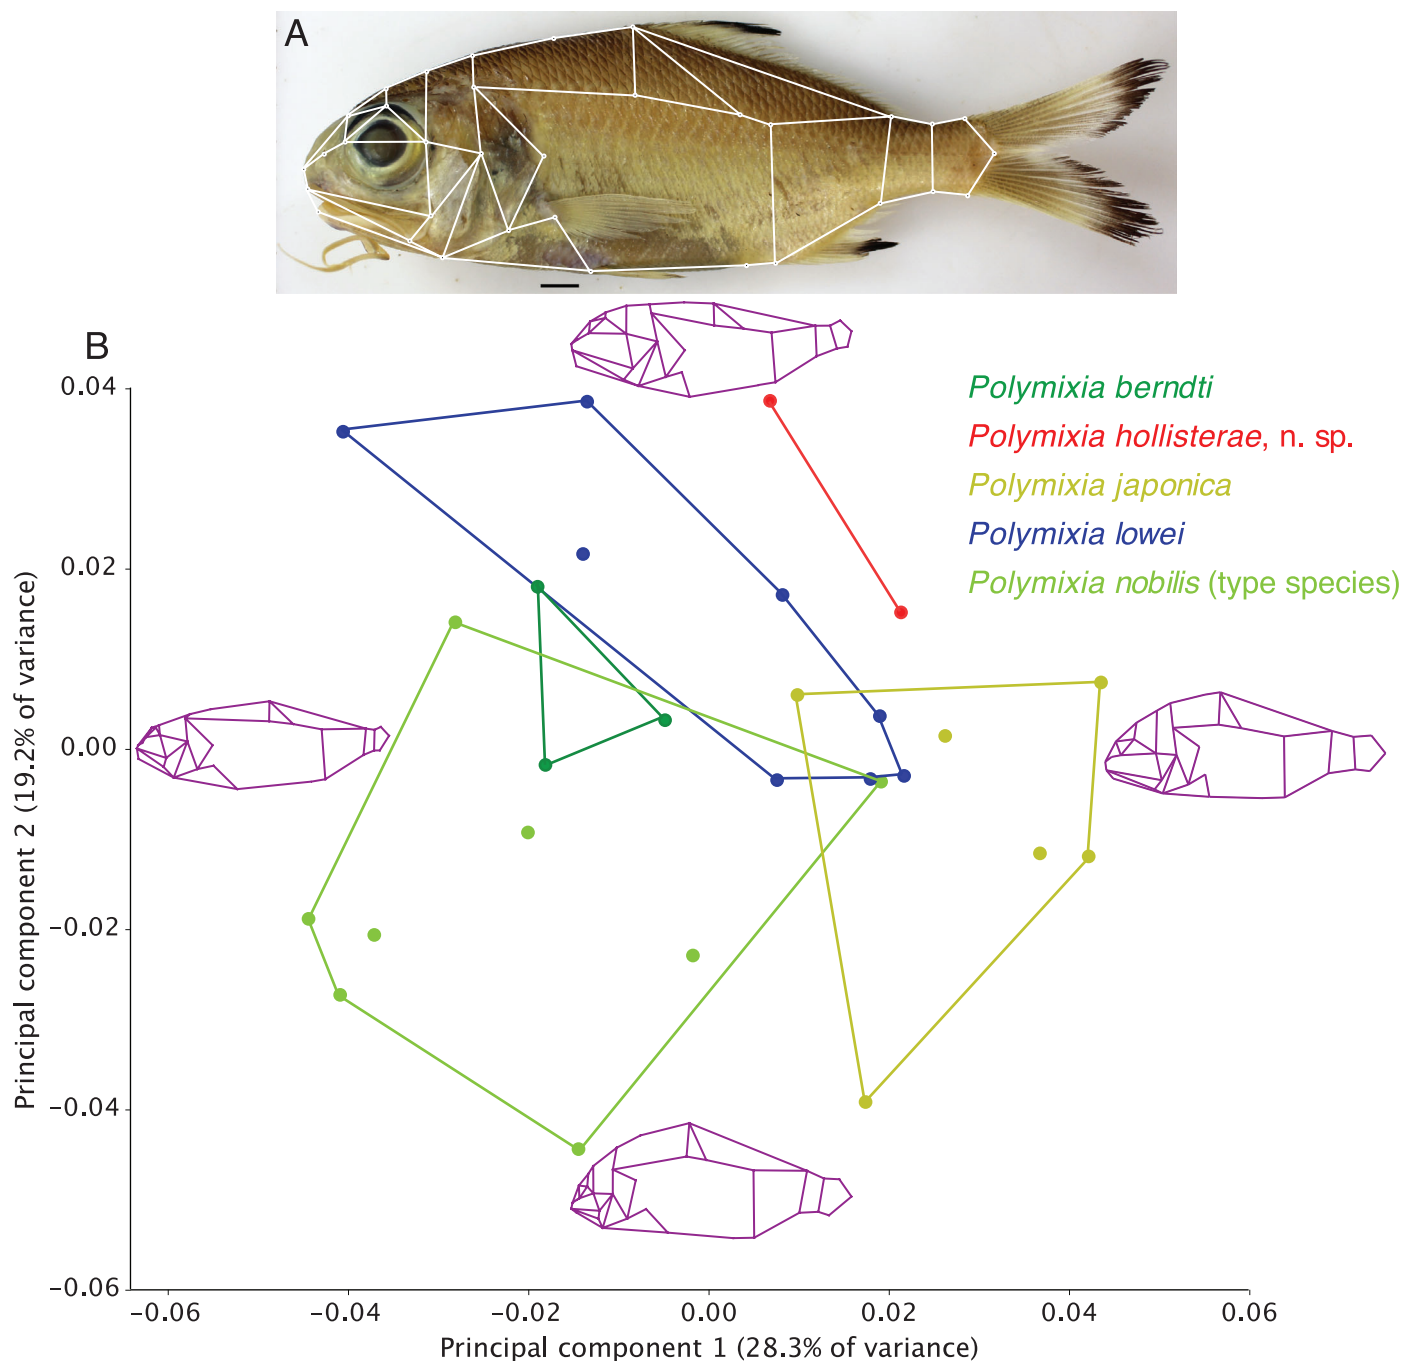 A
B
Polymixia berndti
Polymixia hollisterae, n. sp.
Polymixia japonica
Polymixia lowei
Polymixia nobilis (type species)
0.04
0.02
0.00
−0.02
−0.04
−0.06
Principal component 2 (19.2% of variance)
−0.06
−0.04
−0.02
0.00
0.02
0.04
0.06
Principal component 1 (28.3% of variance)